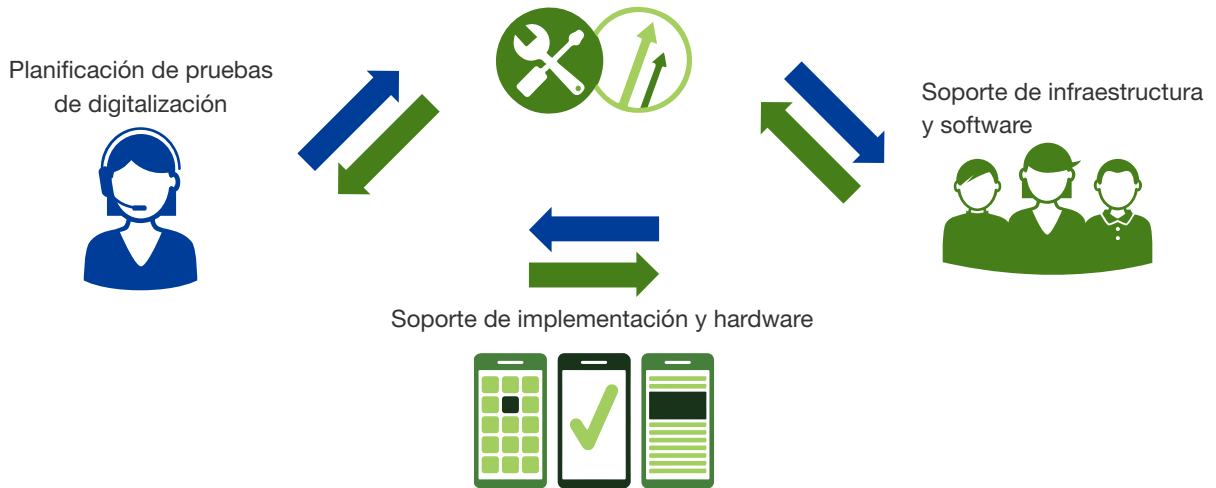 Planificación de pruebas
de digitalización
Soporte de infraestructura
y software
Soporte de implementación y hardware